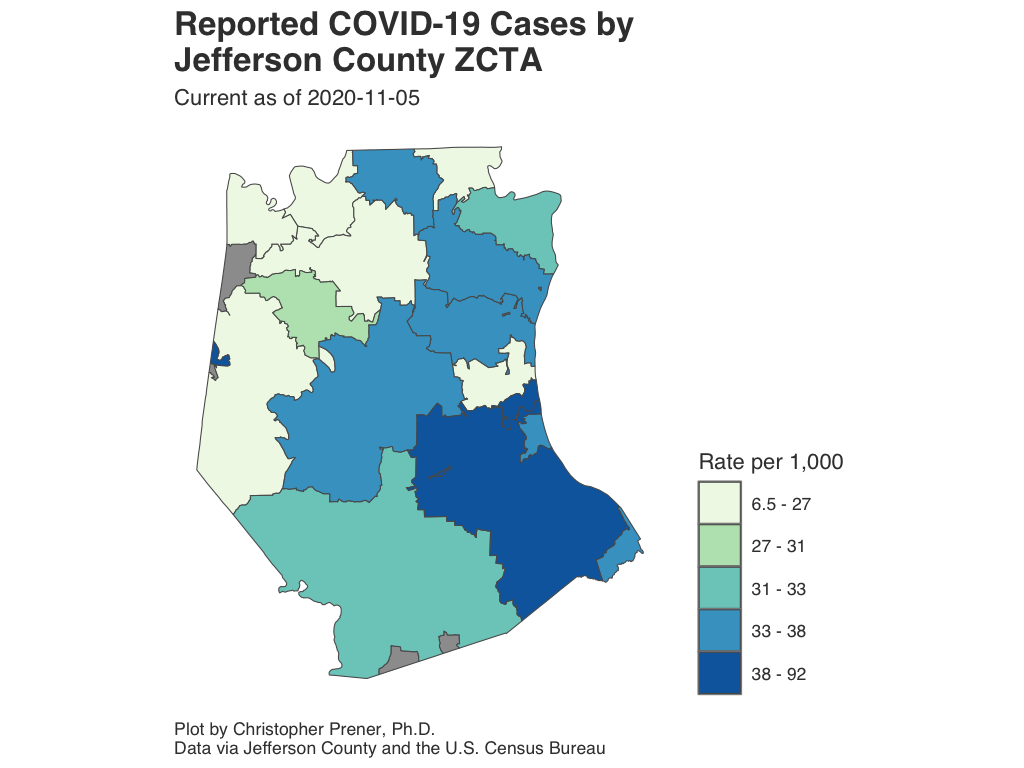 Reported COVID-19 Cases by
Jefferson County ZCTA
Current as of 2020-11-05
Rate per 1,000
6.5 - 27
27 - 31
31 - 33
33 - 38
38 - 92
Plot by Christopher Prener, Ph.D.
Data via Jefferson County and the U.S. Census Bureau